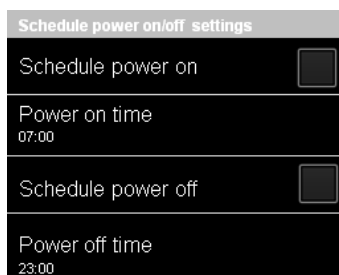 Schedule power on/off settings
Schedule power on
Power on time
07:00
Schedule power off
Power off time
23:00